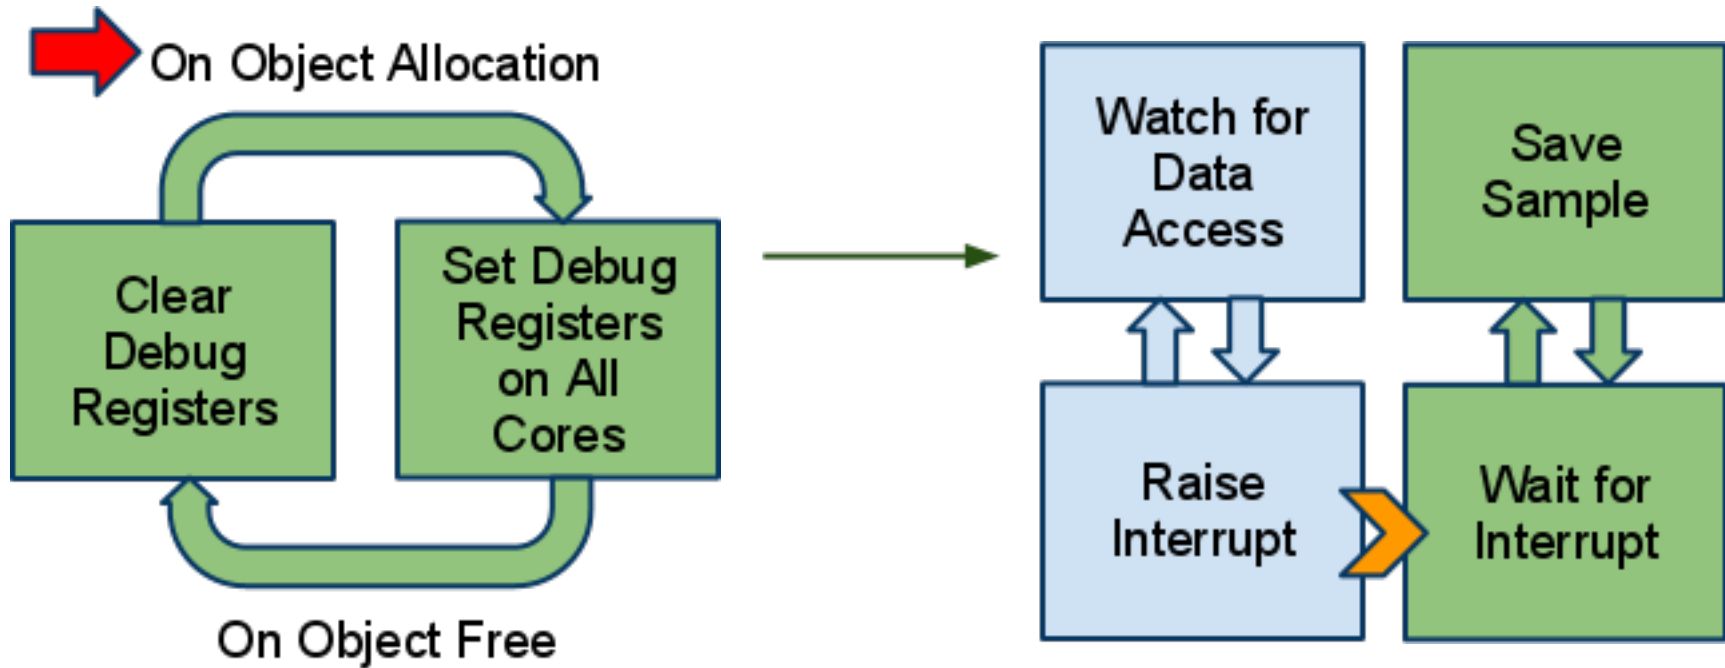 On Object Allocation
Clear
Debug
Registers
Set Debug
Registers
on All
Cores
On Object Free
Watch for
Data
Access
Save
Sample
Raise
Interrupt
Wait for
Interrupt